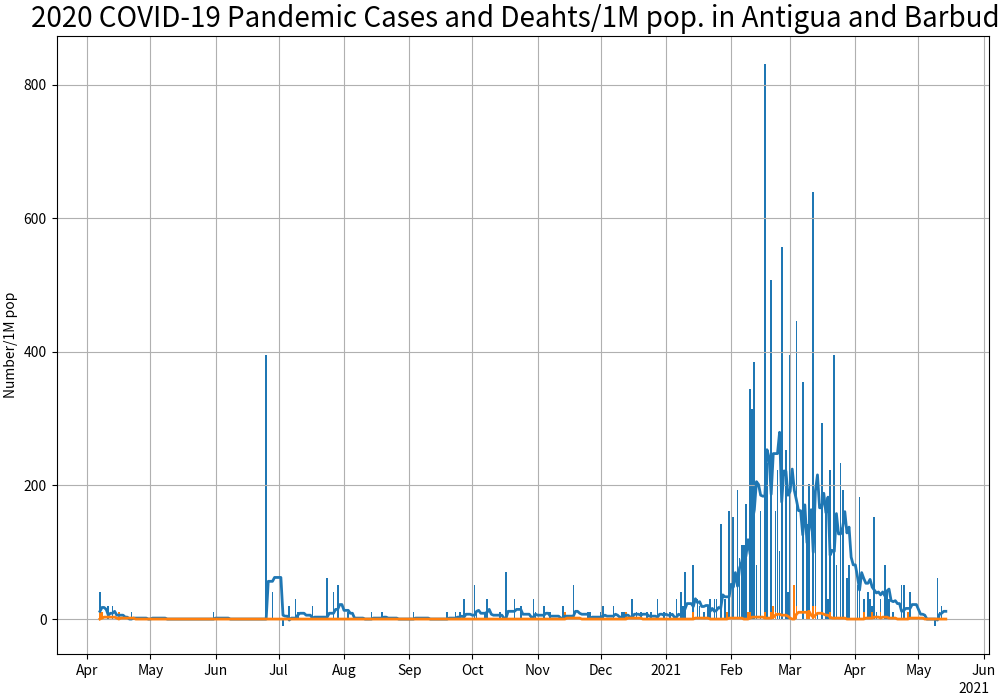 2020 COVID-19 Pandemic Cases and Deahts/1M pop. in Antigua and Barbud
Number/1M pop
800
600
400
200
0
Apr May Jun Jul Aug Sep Oct Nov Dec 2021 Feb Mar Apr May Jun
2021